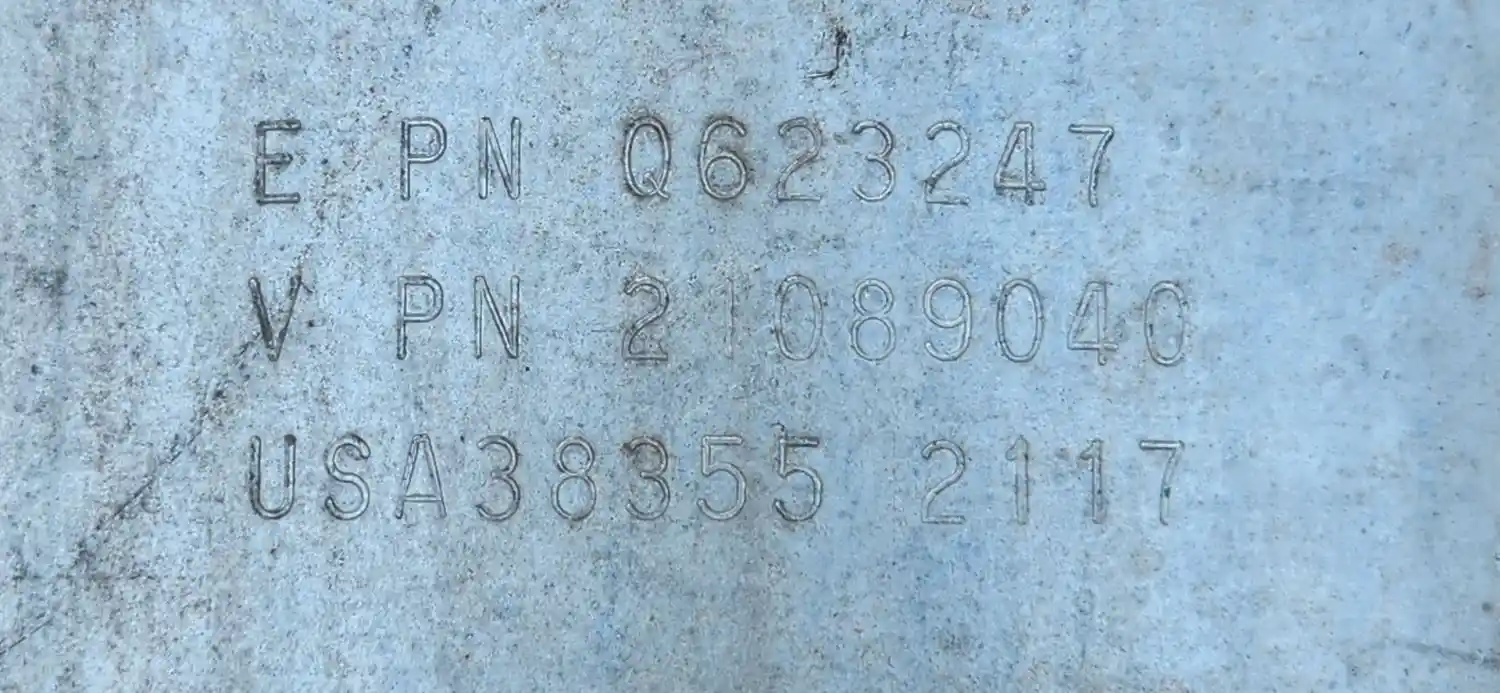 E PN Q623247
V PN 21089040
USA38355 2117